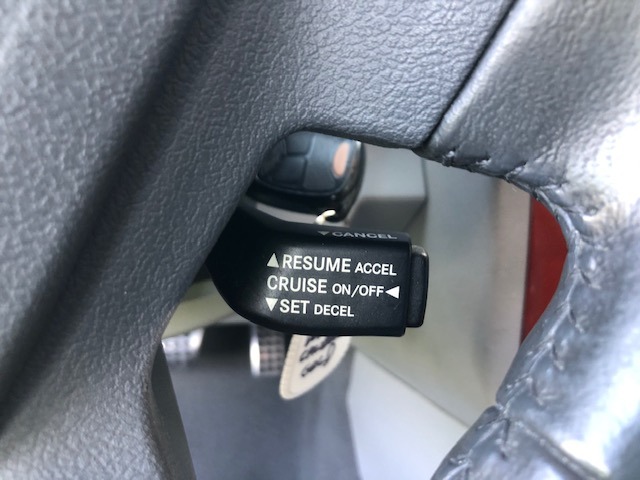 ▼CANCEL
▲RESUME ACCEL
CRUISE ON/OFF◄
▼SET DECEL